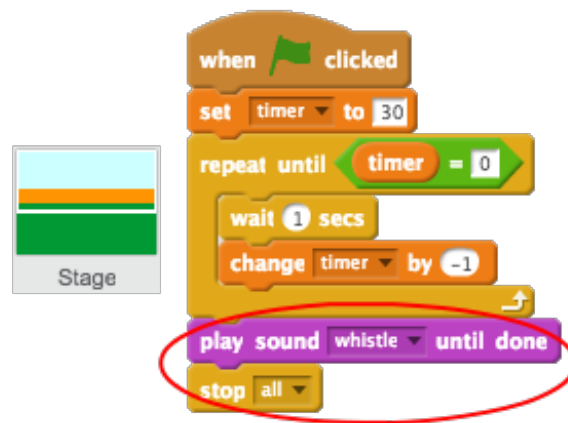 when clicked
set timer to 30
repeat until timer = 0
wait 1 secs
change timer by -1
Stage
play sound whistle until done
stop all